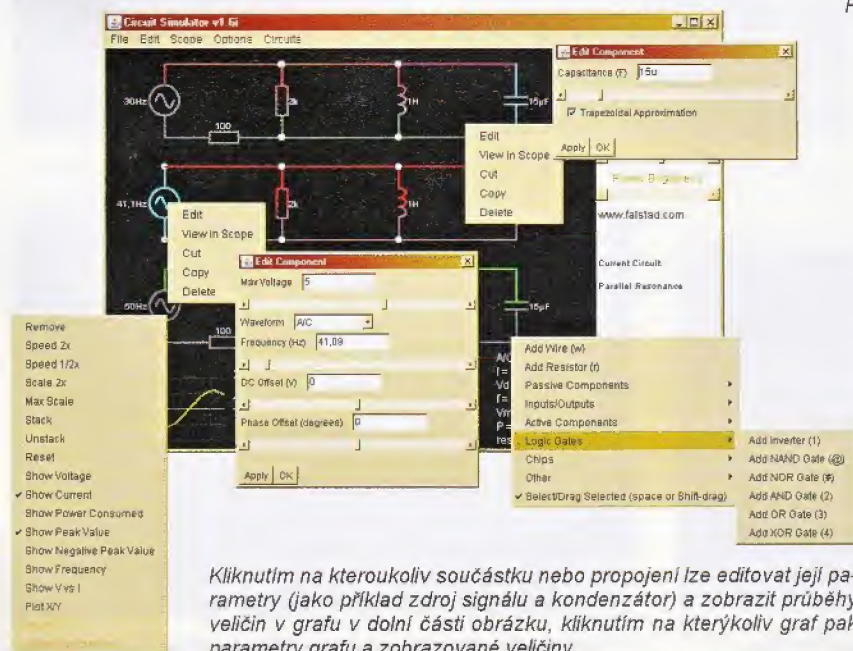 Circuit Simulator v1.5i
File Edit Scope Options Circuits
30Hz
100
2k
1H
15µF
Edit Component
Capacitance (F) 15u
Trapezoidal Approximation
Apply OK
Edit
View in Scope
Cut
Copy
Delete
41,1Hz
2k
1H
Edit
View in Scope
Cut
Copy
Delete
www.falstad.com
Current Circuit
Parallel Resonance
50Hz
100
15µF
Edit Component
Max Voltage 5
Waveform A/C
Frequency (Hz) 41,09
DC Offset (V) 0
Phase Offset (degrees) 0
Apply OK
Remove
Speed 2x
Speed 1/2x
Scale 2x
Max Scale
Stack
Unstack
Reset
Show Voltage
Show Current
Show Power Consumed
Show Peak Value
Show Negative Peak Value
Show Frequency
Show V vs I
Plot X/Y
A/C
f =
Vd
f =
P =
res
Add Wire (w)
Add Resistor (r)
Passive Components
Inputs/Outputs
Active Components
Logic Gates
Chips
Other
Select/Drag Selected (space or Shift-drag)
Add Inverter (1)
Add NAND Gate (@)
Add NOR Gate (#)
Add AND Gate (2)
Add OR Gate (3)
Add XOR Gate (4)
Kliknutím na kteroukoliv součástku nebo propojení lze editovat její pa-
rametry (jako příklad zdroj signálu a kondenzátor) a zobrazit průběhy
veličin v grafu v dolní části obrázku, kliknutím na kterýkoliv graf pak
parametry grafu a zobrazované veličiny